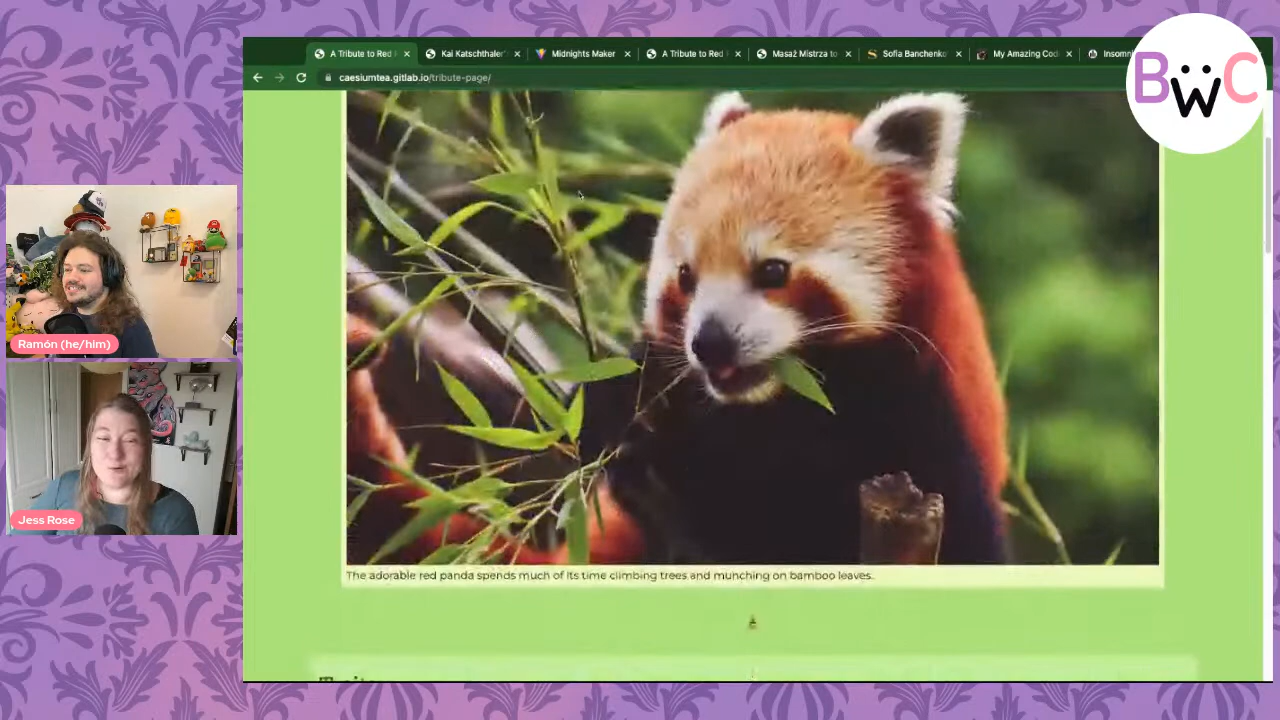 A Tribute to Red
Kai Katschthaler'
Midnights Maker
A Tribute to Red
Masaż Mistrza to
Sofia Banchenko
My Amazing Cod
Insomni
BwC
caesiumtea.gitlab.io/tribute-page/
Ramón (he/him)
Jess Rose
The adorable red panda spends much of its time climbing trees and munching on bamboo leaves.